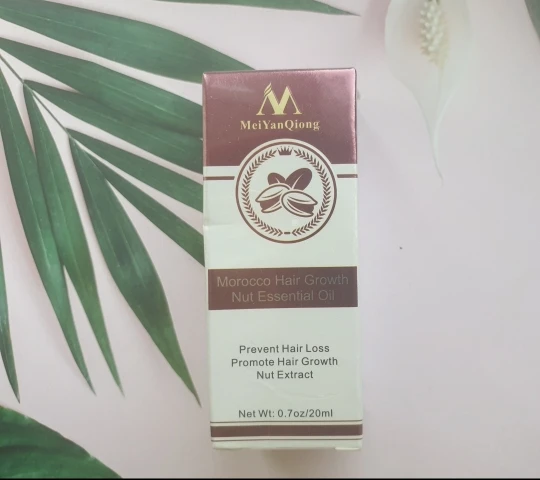 MeiYanQiong
Morocco Hair Growth
Nut Essential Oil
Prevent Hair Loss
Promote Hair Growth
Nut Extract
Net Wt: 0.7oz/20ml